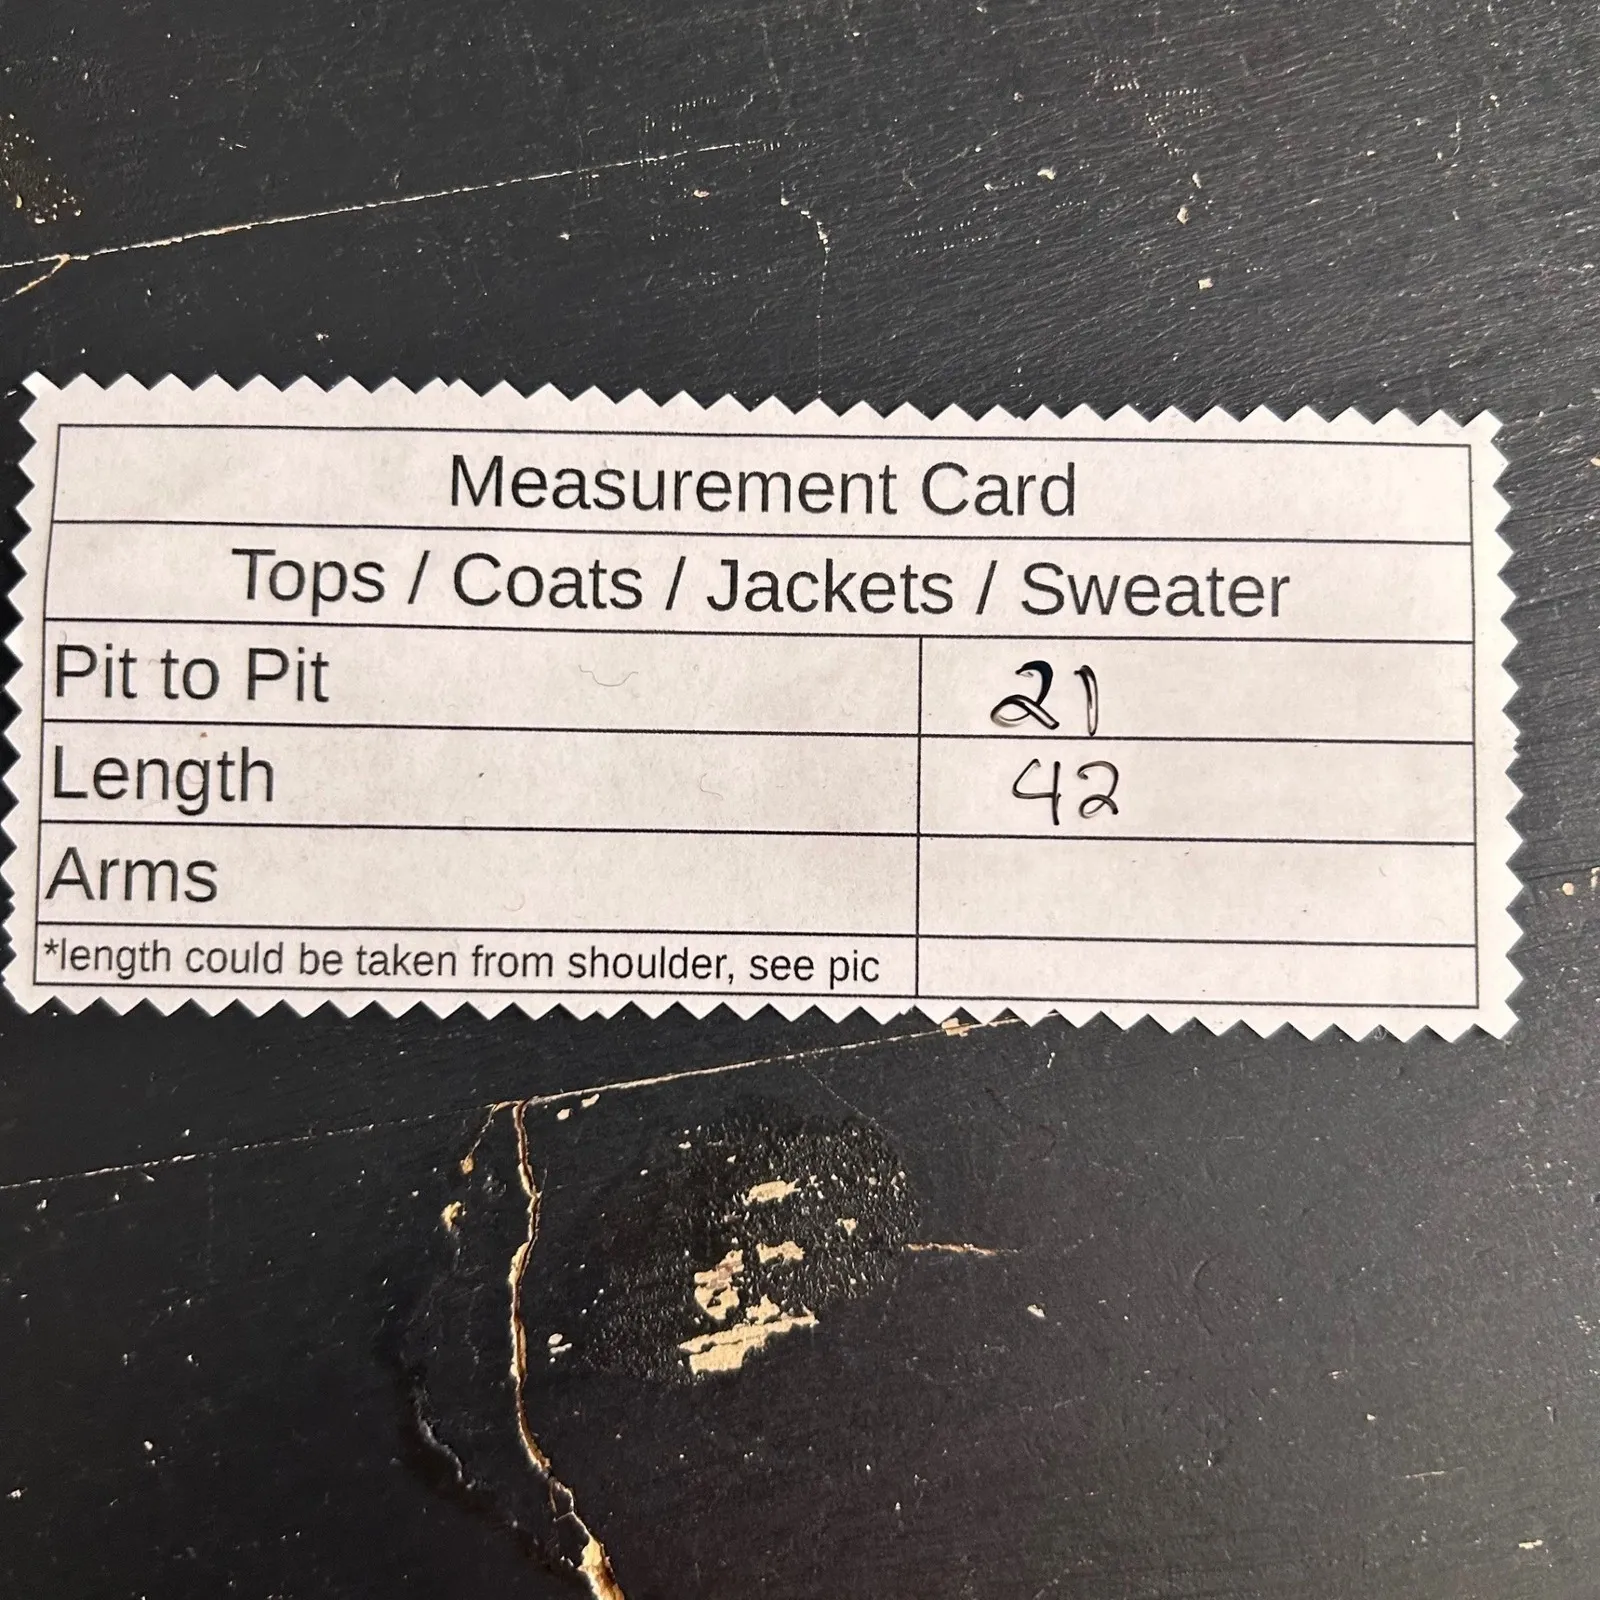 Measurement Card
Tops / Coats / Jackets / Sweater
Pit to Pit 21
Length 42
Arms
*length could be taken from shoulder, see pic